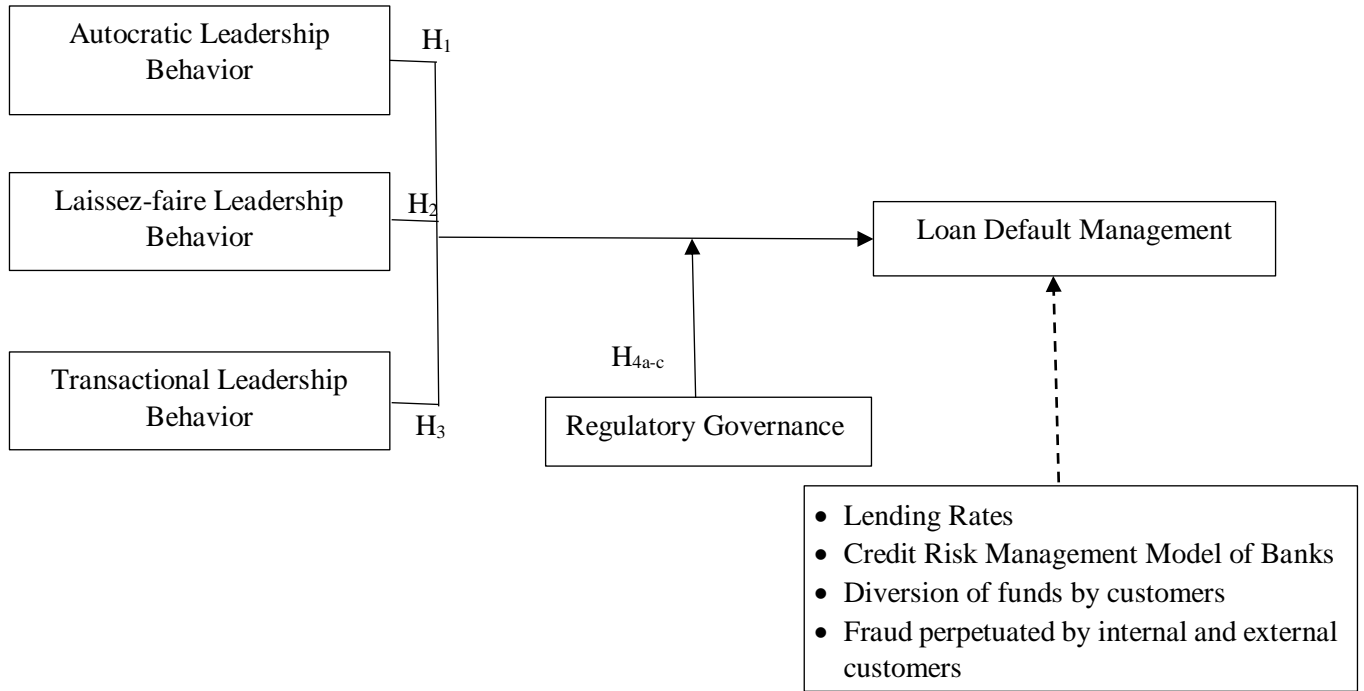 Autocratic Leadership
Behavior
H₁
Laissez-faire Leadership
Behavior
H₂
Transactional Leadership
Behavior
H₃
Loan Default Management
H₄ₐ-c
Regulatory Governance
• Lending Rates
• Credit Risk Management Model of Banks
• Diversion of funds by customers
• Fraud perpetuated by internal and external
customers